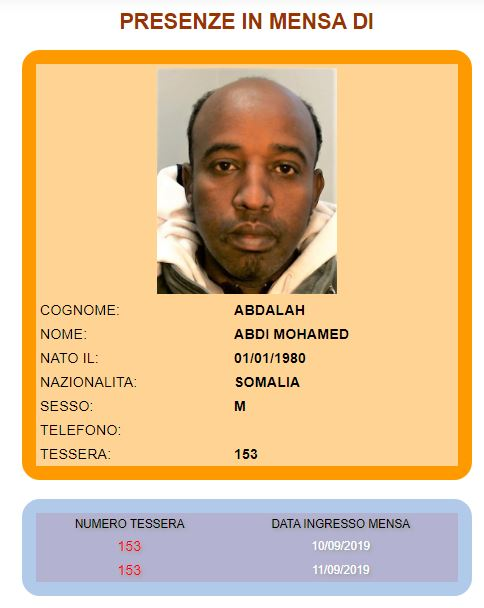 PRESENZE IN MENSA DI
COGNOME: ABDALAH
NOME: ABDI MOHAMED
NATO IL: 01/01/1980
NAZIONALITA: SOMALIA
SESSO: M
TELEFONO:
TESSERA: 153
NUMERO TESSERA DATA INGRESSO MENSA
153 10/09/2019
153 11/09/2019